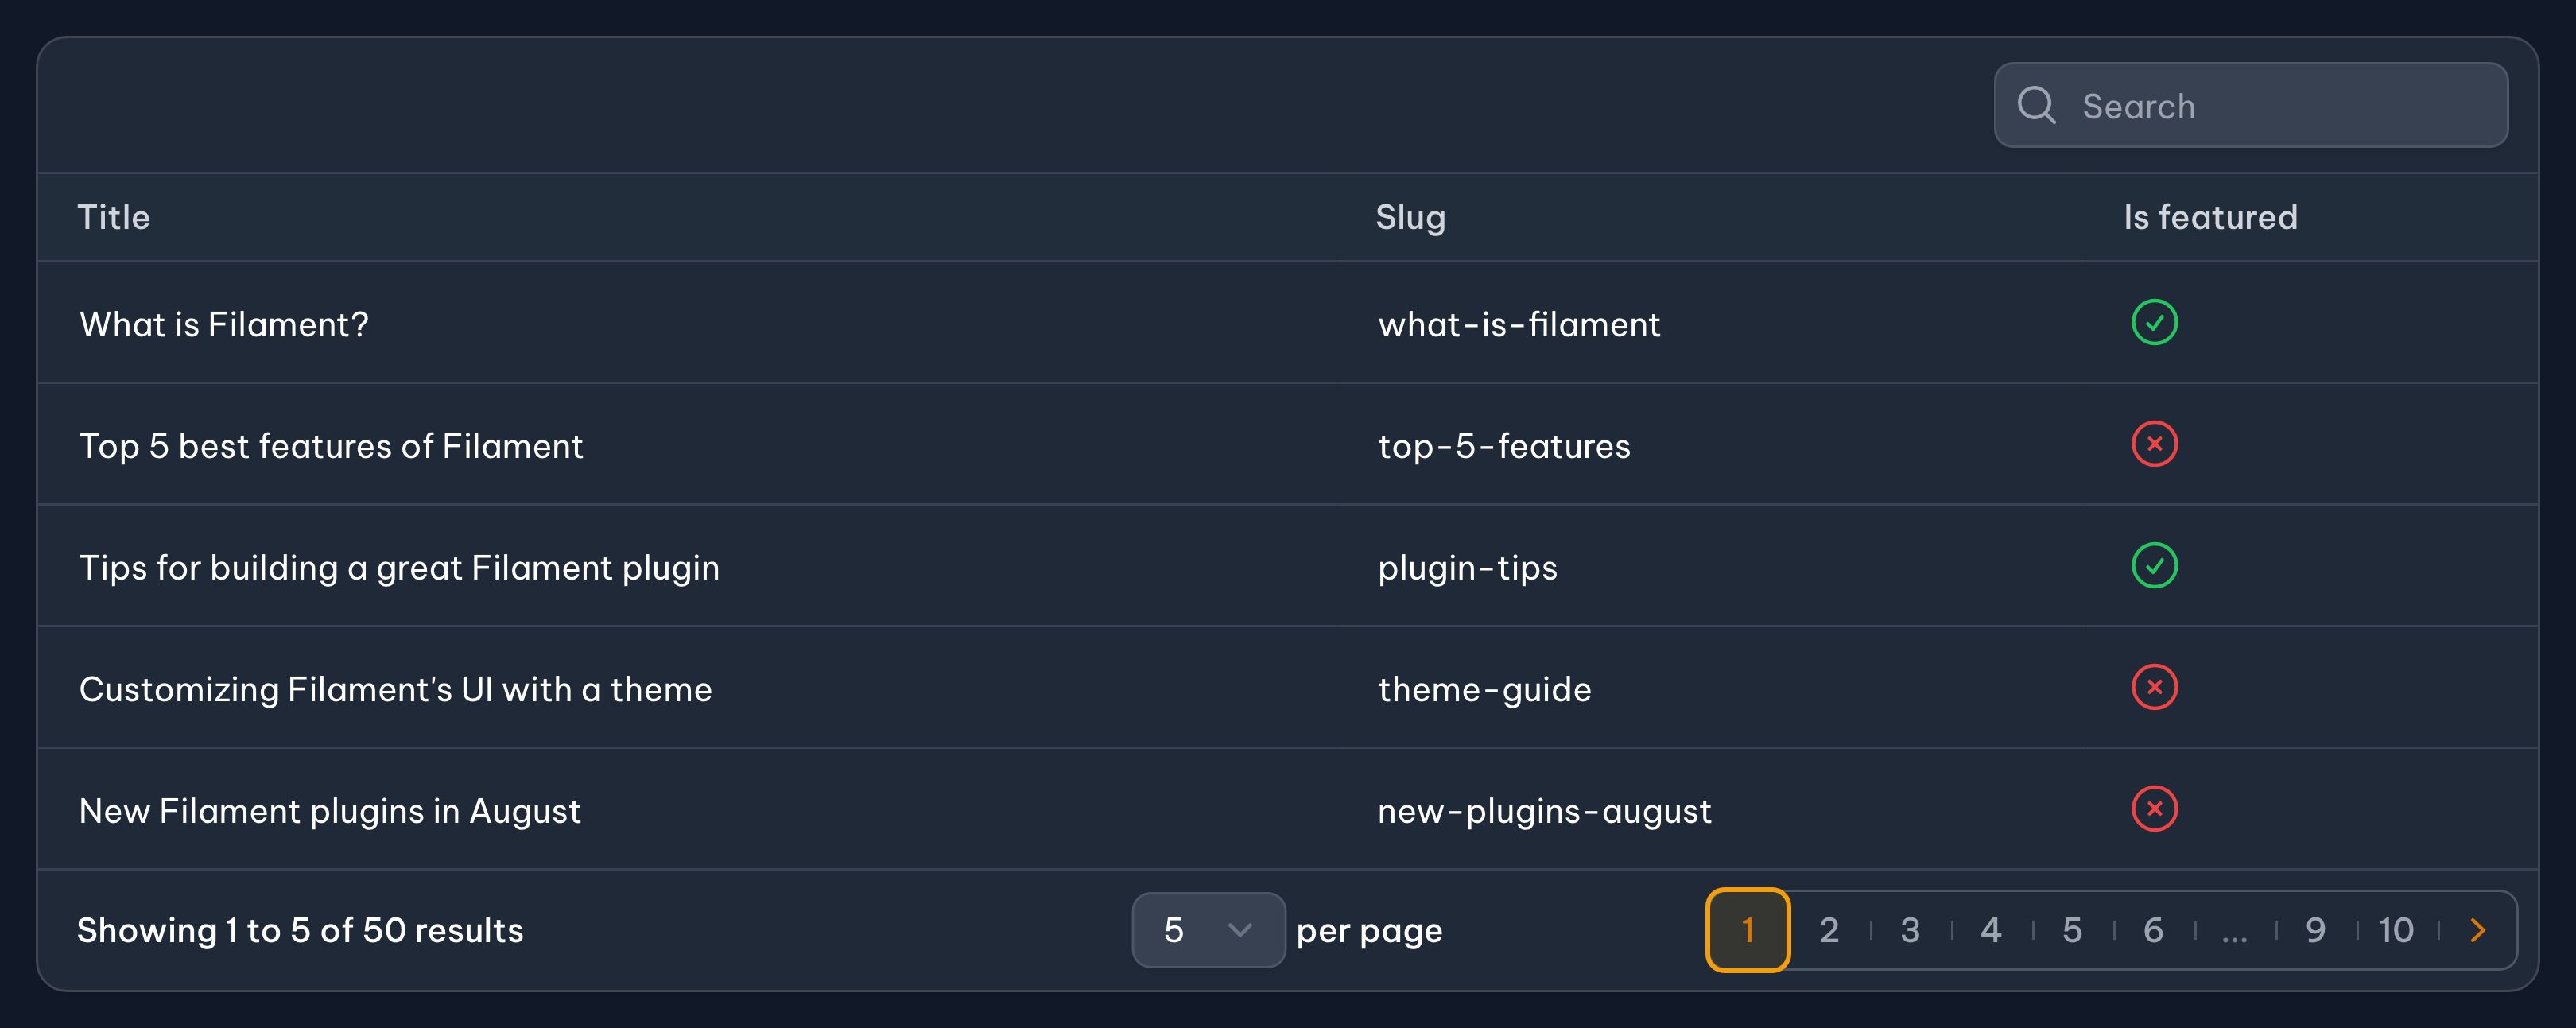 Search
Title Slug Is featured
What is Filament? what-is-filament
Top 5 best features of Filament top-5-features
Tips for building a great Filament plugin plugin-tips
Customizing Filament's UI with a theme theme-guide
New Filament plugins in August new-plugins-august
Showing 1 to 5 of 50 results 5 per page 1 2 3 4 5 6 ... 9 10